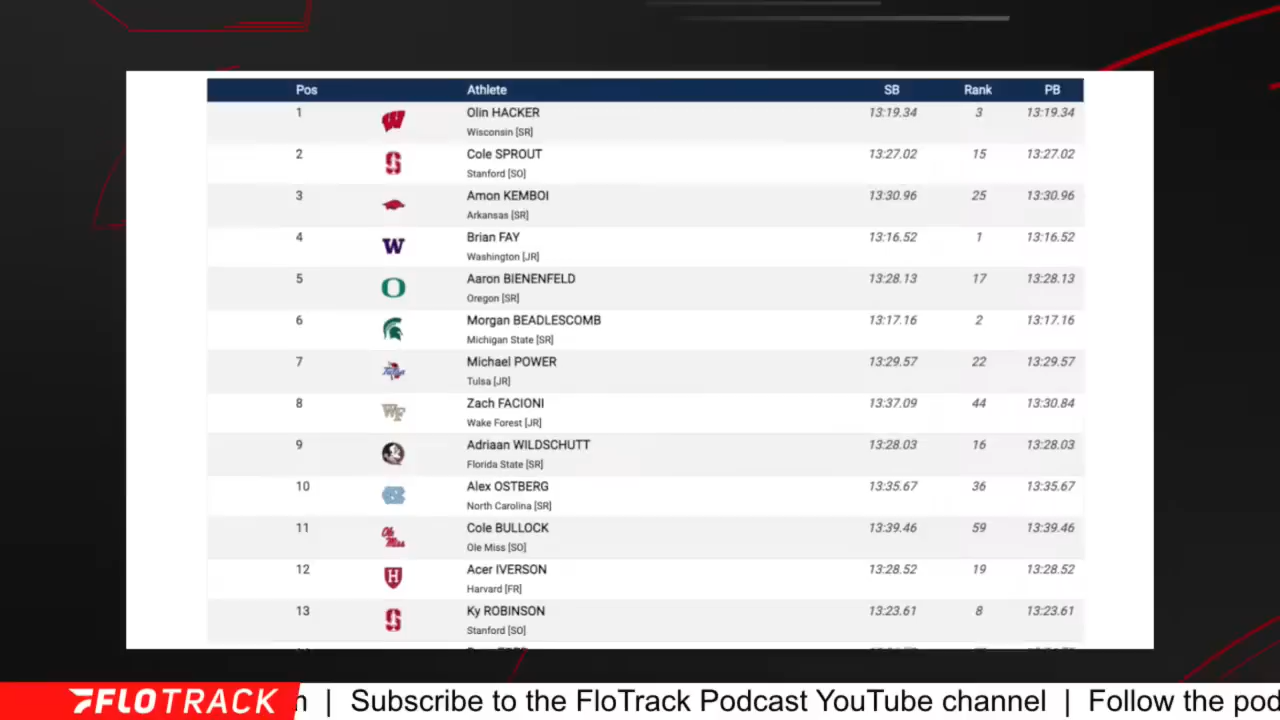 Pos Athlete SB Rank PB
1 Olin HACKER 13:19.34 3 13:19.34
Wisconsin [SR]
2 Cole SPROUT 13:27.02 15 13:27.02
Stanford [SO]
3 Amon KEMBOI 13:30.96 25 13:30.96
Arkansas [SR]
4 Brian FAY 13:16.52 1 13:16.52
Washington [JR]
5 Aaron BIENENFELD 13:28.13 17 13:28.13
Oregon [SR]
6 Morgan BEADLESCOMB 13:17.16 2 13:17.16
Michigan State [SR]
7 Michael POWER 13:29.57 22 13:29.57
Tulsa [JR]
8 Zach FACIONI 13:37.09 44 13:30.84
Wake Forest [JR]
9 Adriaan WILDSCHUTT 13:28.03 16 13:28.03
Florida State [SR]
10 Alex OSTBERG 13:35.67 36 13:35.67
North Carolina [SR]
11 Cole BULLOCK 13:39.46 59 13:39.46
Ole Miss [SO]
12 Acer IVERSON 13:28.52 19 13:28.52
Harvard [FR]
13 Ky ROBINSON 13:23.61 8 13:23.61
Stanford [SO]
FLOTRACK | Subscribe to the FloTrack Podcast YouTube channel | Follow the pod